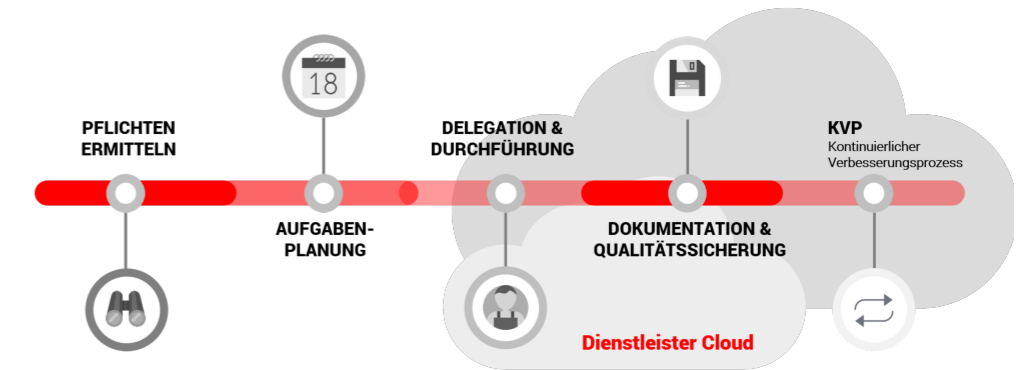 PFLICHTEN
ERMITTELN
18
AUFGABEN-
PLANUNG
DELEGATION &
DURCHFÜHRUNG
DOKUMENTATION &
QUALITÄTSSICHERUNG
KVP
Kontinuierlicher
Verbesserungsprozess
Dienstleister Cloud